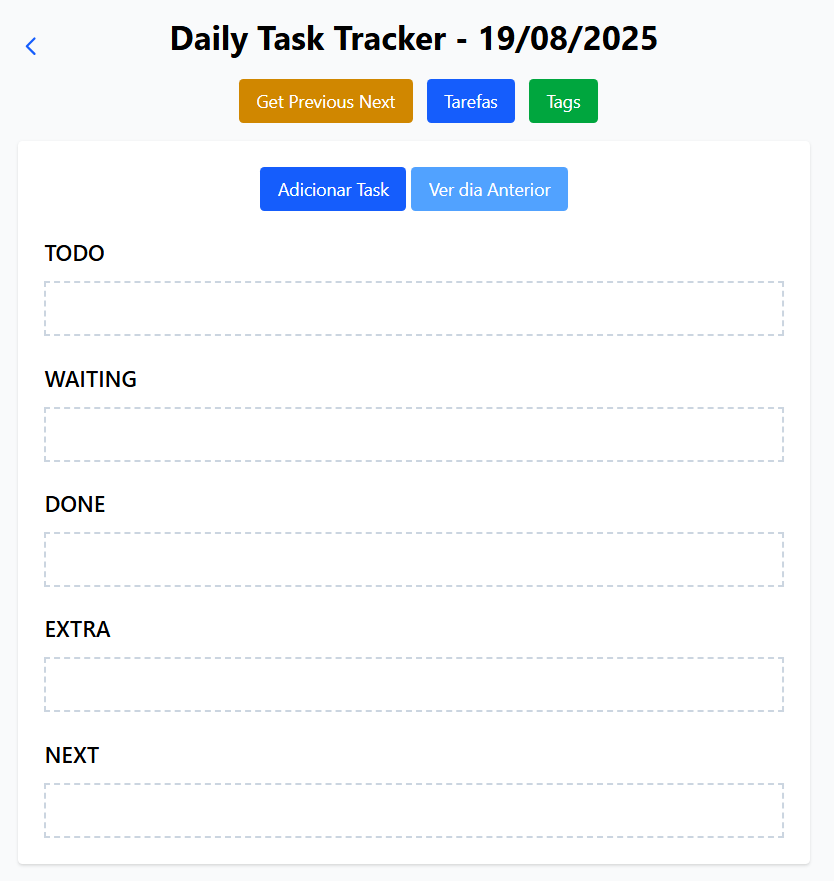 Daily Task Tracker - 19/08/2025
Get Previous Next Tarefas Tags
Adicionar Task Ver dia Anterior
TODO
WAITING
DONE
EXTRA
NEXT